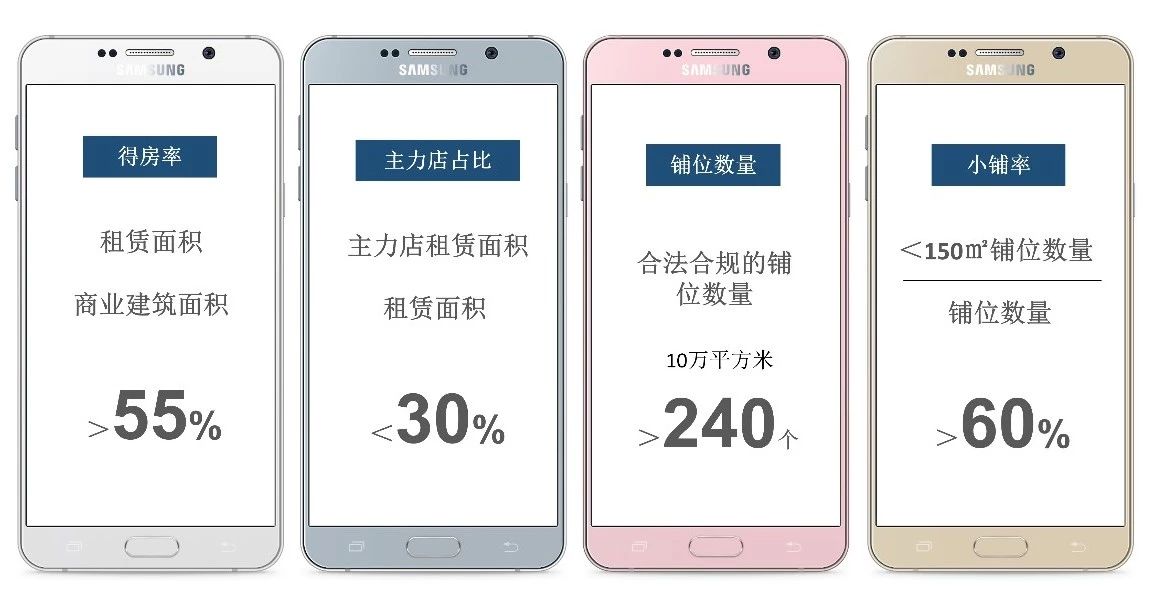 SAMSUNG
得房率
租赁面积
商业建筑面积
>55%
SAMSUNG
主力店占比
主力店租赁面积
租赁面积
<30%
SAMSUNG
铺位数量
合法合规的铺
位数量
10万平方米
>240个
SAMSUNG
小铺率
<150㎡铺位数量
铺位数量
>60%